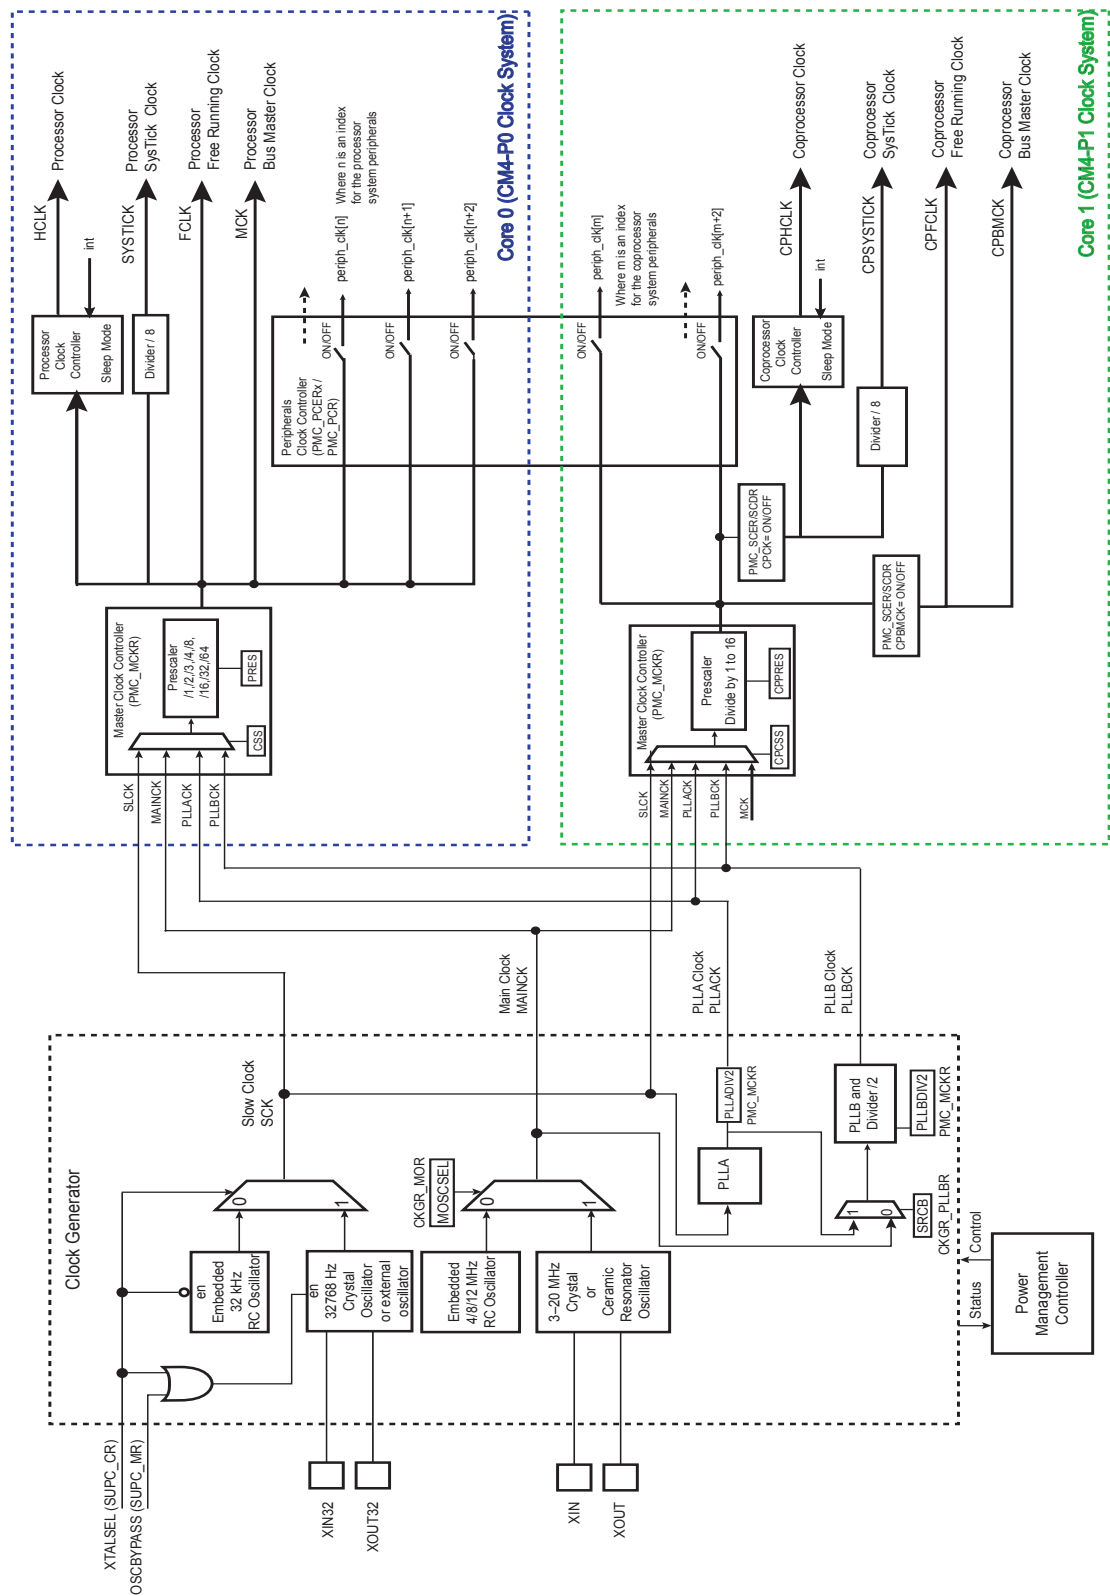 Clock Generator
XTALSEL (SUPC_CR)
OSCBYPASS (SUPC_MR)
XIN32
XOUT32
XIN
XOUT
en
Embedded
32 kHz
RC Oscillator
en
32768 Hz
Crystal
Oscillator
or external
oscillator
Embedded
4/8/12 MHz
RC Oscillator
3–20 MHz
Crystal
or
Ceramic
Resonator
Oscillator
0
1
CKGR_MOR
MOSCSEL
0
1
Slow Clock
SCK
Main Clock
MAINCK
PLLA
PLLADIV2
PMC_MCKR
PLLA Clock
PLLACK
1
0
SRCB
CKGR_PLLBR
PLLB and
Divider /2
PLLBDIV2
PMC_MCKR
PLLB Clock
PLLBCK
Status
Control
Power
Management
Controller
SLCK
MAINCK
PLLACK
PLLBCK
Master Clock Controller
(PMC_MCKR)
CSS
Prescaler
/1,/2,/3,/4,/8,
/16,/32,/64
PRES
Processor
Clock
Controller
Sleep Mode
int
HCLK
Processor Clock
Divider / 8
SYSTICK
Processor
SysTick Clock
FCLK
Processor
Free Running Clock
MCK
Processor
Bus Master Clock
Peripherals
Clock Controller
(PMC_PCERx /
PMC_PCR)
ON/OFF
periph_clk[n]
Where n is an index
for the processor
system peripherals
ON/OFF
periph_clk[n+1]
ON/OFF
periph_clk[n+2]
Core 0 (CM4-P0 Clock System)
SLCK
MAINCK
PLLACK
PLLBCK
MCK
Master Clock Controller
(PMC_MCKR)
CPCSS
Prescaler
Divide by 1 to 16
CPPRES
ON/OFF
periph_clk[m]
Where m is an index
for the coprocessor
system peripherals
ON/OFF
periph_clk[m+2]
PMC_SCER/SCDR
CPCK= ON/OFF
Coprocessor
Clock
Controller
Sleep Mode
int
CPHCLK
Coprocessor Clock
Divider / 8
CPSYSTICK
Coprocessor
SysTick Clock
PMC_SCER/SCDR
CPBMCK= ON/OFF
CPFCLK
Coprocessor
Free Running Clock
CPBMCK
Coprocessor
Bus Master Clock
Core 1 (CM4-P1 Clock System)